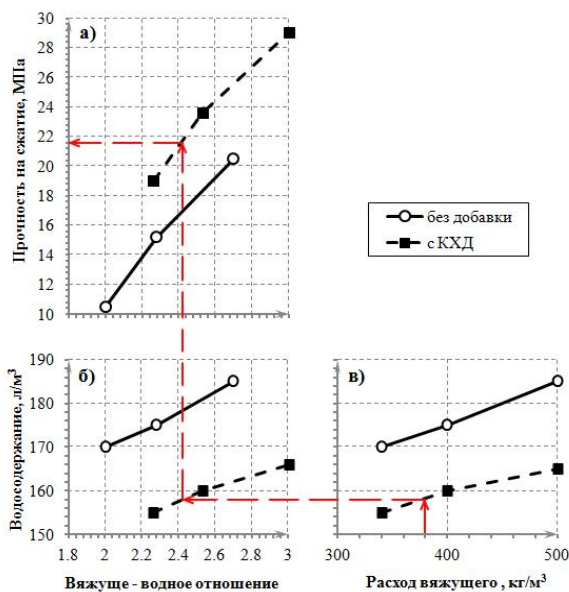 а)
Прочность на сжатие, МПа
30
28
26
24
22
20
18
16
14
12
10
без добавки
с КХД
б)
Водосодержание, л/м³
190
180
170
160
150
1.8 2 2.2 2.4 2.6 2.8 3
Вяжуще - водное отношение
в)
300 400 500
Расход вяжущего , кг/м³